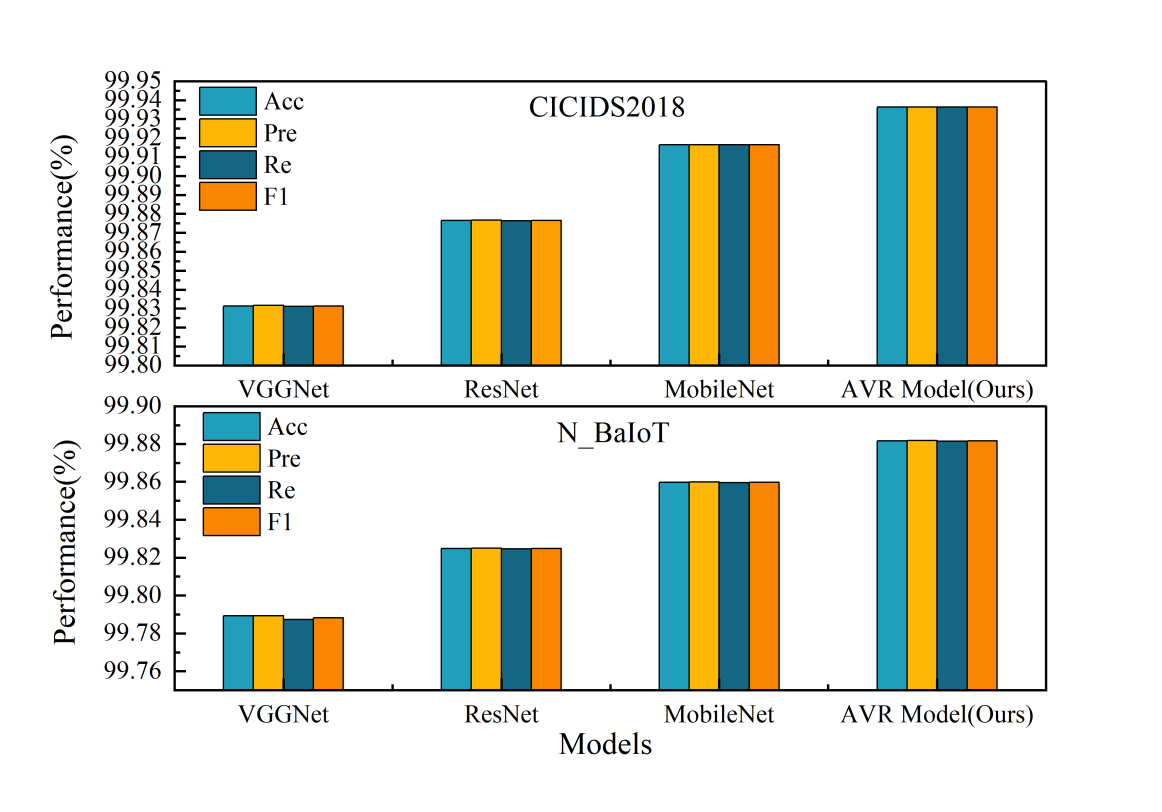 99.95
99.94
99.93
99.92
99.91
99.90
99.89
99.88
99.87
99.86
99.85
99.84
99.83
99.82
99.81
99.80
Performance(%)
Acc
Pre
Re
F1
CICIDS2018
VGGNet ResNet MobileNet AVR Model(Ours)
99.90
99.88
99.86
99.84
99.82
99.80
99.78
99.76
Performance(%)
Acc
Pre
Re
F1
N_BaIoT
VGGNet ResNet MobileNet AVR Model(Ours)
Models